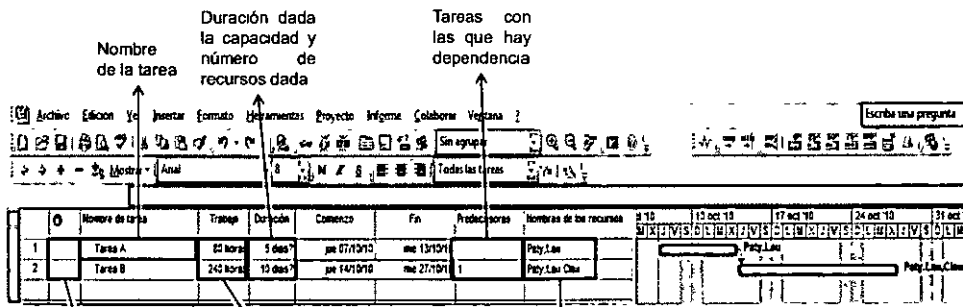 Nombre
de la tarea
Duración dada
la capacidad y
número de
recursos dada
Tareas con
las que hay
dependencia
Archivo Edicion Ver Insertar Formato Herramientas Proyecto Informe Colaborar Ventana ?
Escriba una pregunta
Sin agrupar
Mostrar Arial 8 N K S Todas las tareas
Nombre de tarea Trabajo Duración Comienzo Fin Predecesoras Nombres de los recursos
'10 10 oct '10 17 oct '10 24 oct '10 31 oct
1 Tarea A 80 horas 5 días? jue 07/10/10 mié 13/10/10 Paty,Lau
Paty,Lau
2 Tarea B 240 horas 10 días? jue 14/10/10 mié 27/10/10 1 Paty,Lau Clau
Paty,Lau,Clau